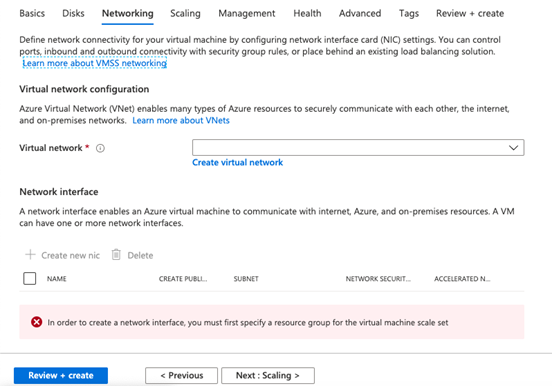 Basics Disks Networking Scaling Management Health Advanced Tags Review + create
Define network connectivity for your virtual machine by configuring network interface card (NIC) settings. You can control
ports, inbound and outbound connectivity with security group rules, or place behind an existing load balancing solution.
Learn more about VMSS networking
Virtual network configuration
Azure Virtual Network (VNet) enables many types of Azure resources to securely communicate with each other, the internet,
and on-premises networks. Learn more about VNets
Virtual network *
Create virtual network
Network interface
A network interface enables an Azure virtual machine to communicate with internet, Azure, and on-premises resources. A VM
can have one or more network interfaces.
Create new nic Delete
NAME CREATE PUBLI... SUBNET NETWORK SECURIT... ACCELERATED N...
In order to create a network interface, you must first specify a resource group for the virtual machine scale set
Review + create < Previous Next : Scaling >